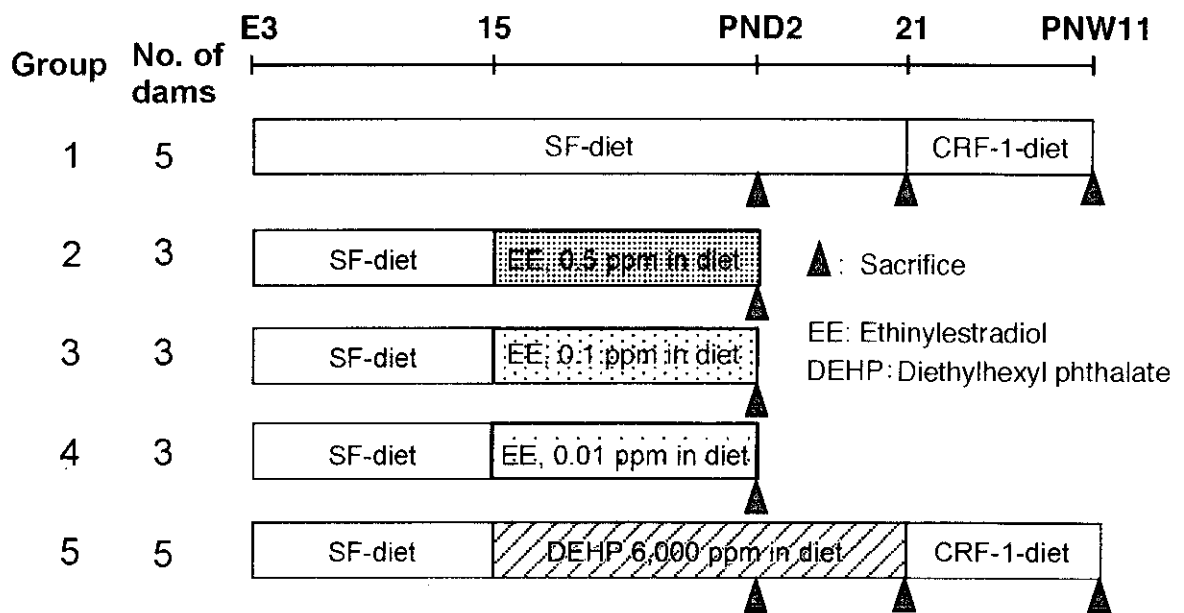 E3 15 PND2 21 PNW11
Group No. of dams
1 5 SF-diet CRF-1-diet
2 3 SF-diet EE, 0.5 ppm in diet
: Sacrifice
3 3 SF-diet EE, 0.1 ppm in diet
EE: Ethinylestradiol
DEHP: Diethylhexyl phthalate
4 3 SF-diet EE, 0.01 ppm in diet
5 5 SF-diet DEHP 6,000 ppm in diet CRF-1-diet